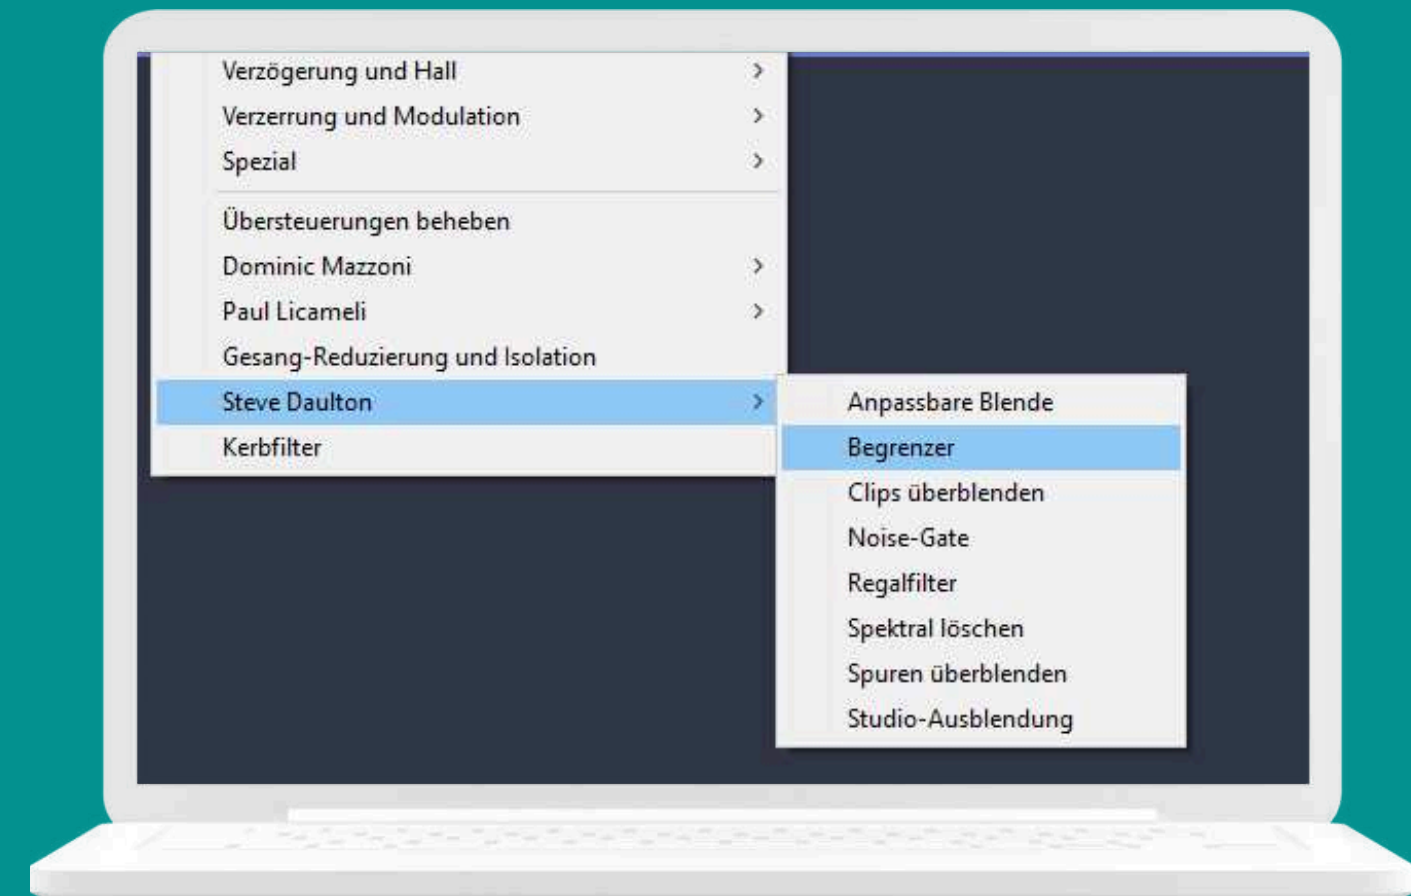 Verzögerung und Hall
Verzerrung und Modulation
Spezial
Übersteuerungen beheben
Dominic Mazzoni
Paul Licameli
Gesang-Reduzierung und Isolation
Steve Daulton
Kerbfilter
Anpassbare Blende
Begrenzer
Clips überblenden
Noise-Gate
Regalfilter
Spektral löschen
Spuren überblenden
Studio-Ausblendung